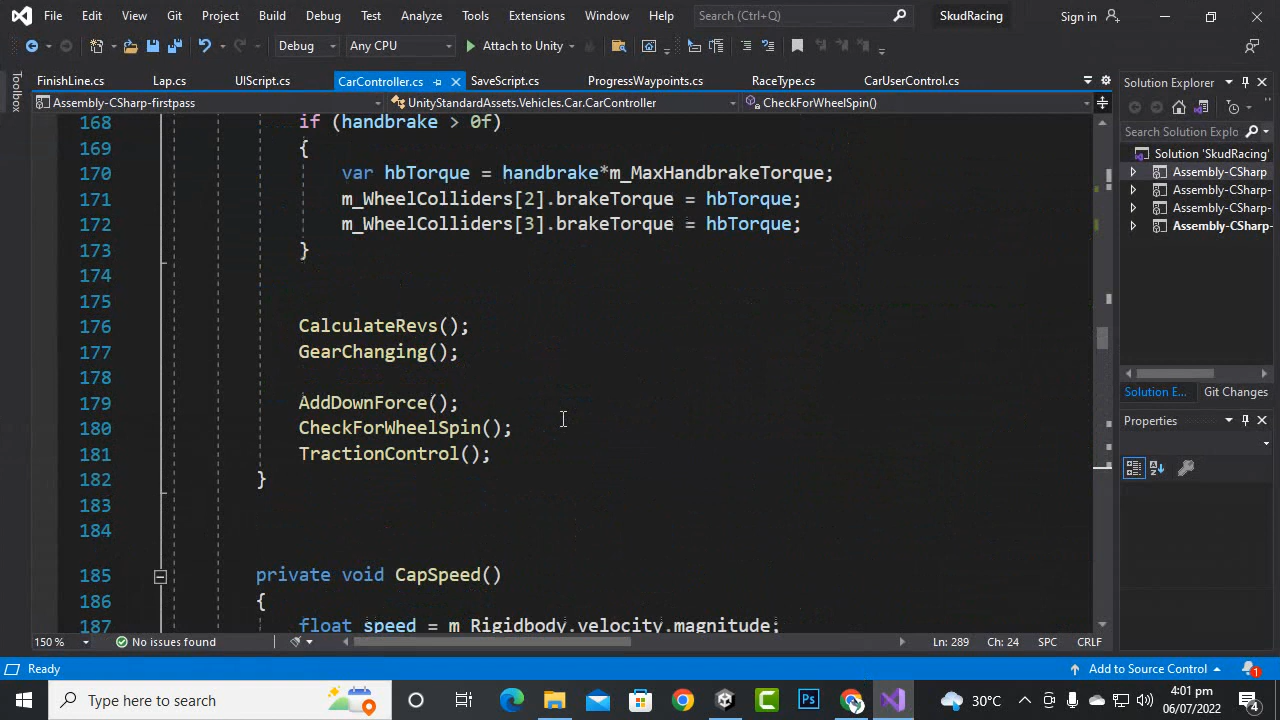 File Edit View Git Project Build Debug Test Analyze Tools Extensions Window Help Search (Ctrl+Q) SkudRacing Sign in
Debug Any CPU Attach to Unity
Toolbox
FinishLine.cs Lap.cs UIScript.cs CarController.cs SaveScript.cs ProgressWaypoints.cs RaceType.cs CarUserControl.cs
Assembly-CSharp-firstpass UnityStandardAssets.Vehicles.Car.CarController CheckForWheelSpin()
168 if (handbrake > 0f)
169 {
170 var hbTorque = handbrake*m_MaxHandbrakeTorque;
171 m_WheelColliders[2].brakeTorque = hbTorque;
172 m_WheelColliders[3].brakeTorque = hbTorque;
173 }
174
175
176 CalculateRevs();
177 GearChanging();
178
179 AddDownForce();
180 CheckForWheelSpin();
181 TractionControl();
182 }
183
184
185 private void CapSpeed()
186 {
187 float speed = m_Rigidbody.velocity.magnitude;
150 % No issues found Ln: 289 Ch: 24 SPC CRLF
Solution Explorer
Search Solution Explo
Solution 'SkudRacing'
Assembly-CSharp
Assembly-CSharp-
Assembly-CSharp-
Assembly-CSharp-
Solution E... Git Changes
Properties
Ready Add to Source Control 1
Type here to search 30°C 4:01 pm
06/07/2022 4